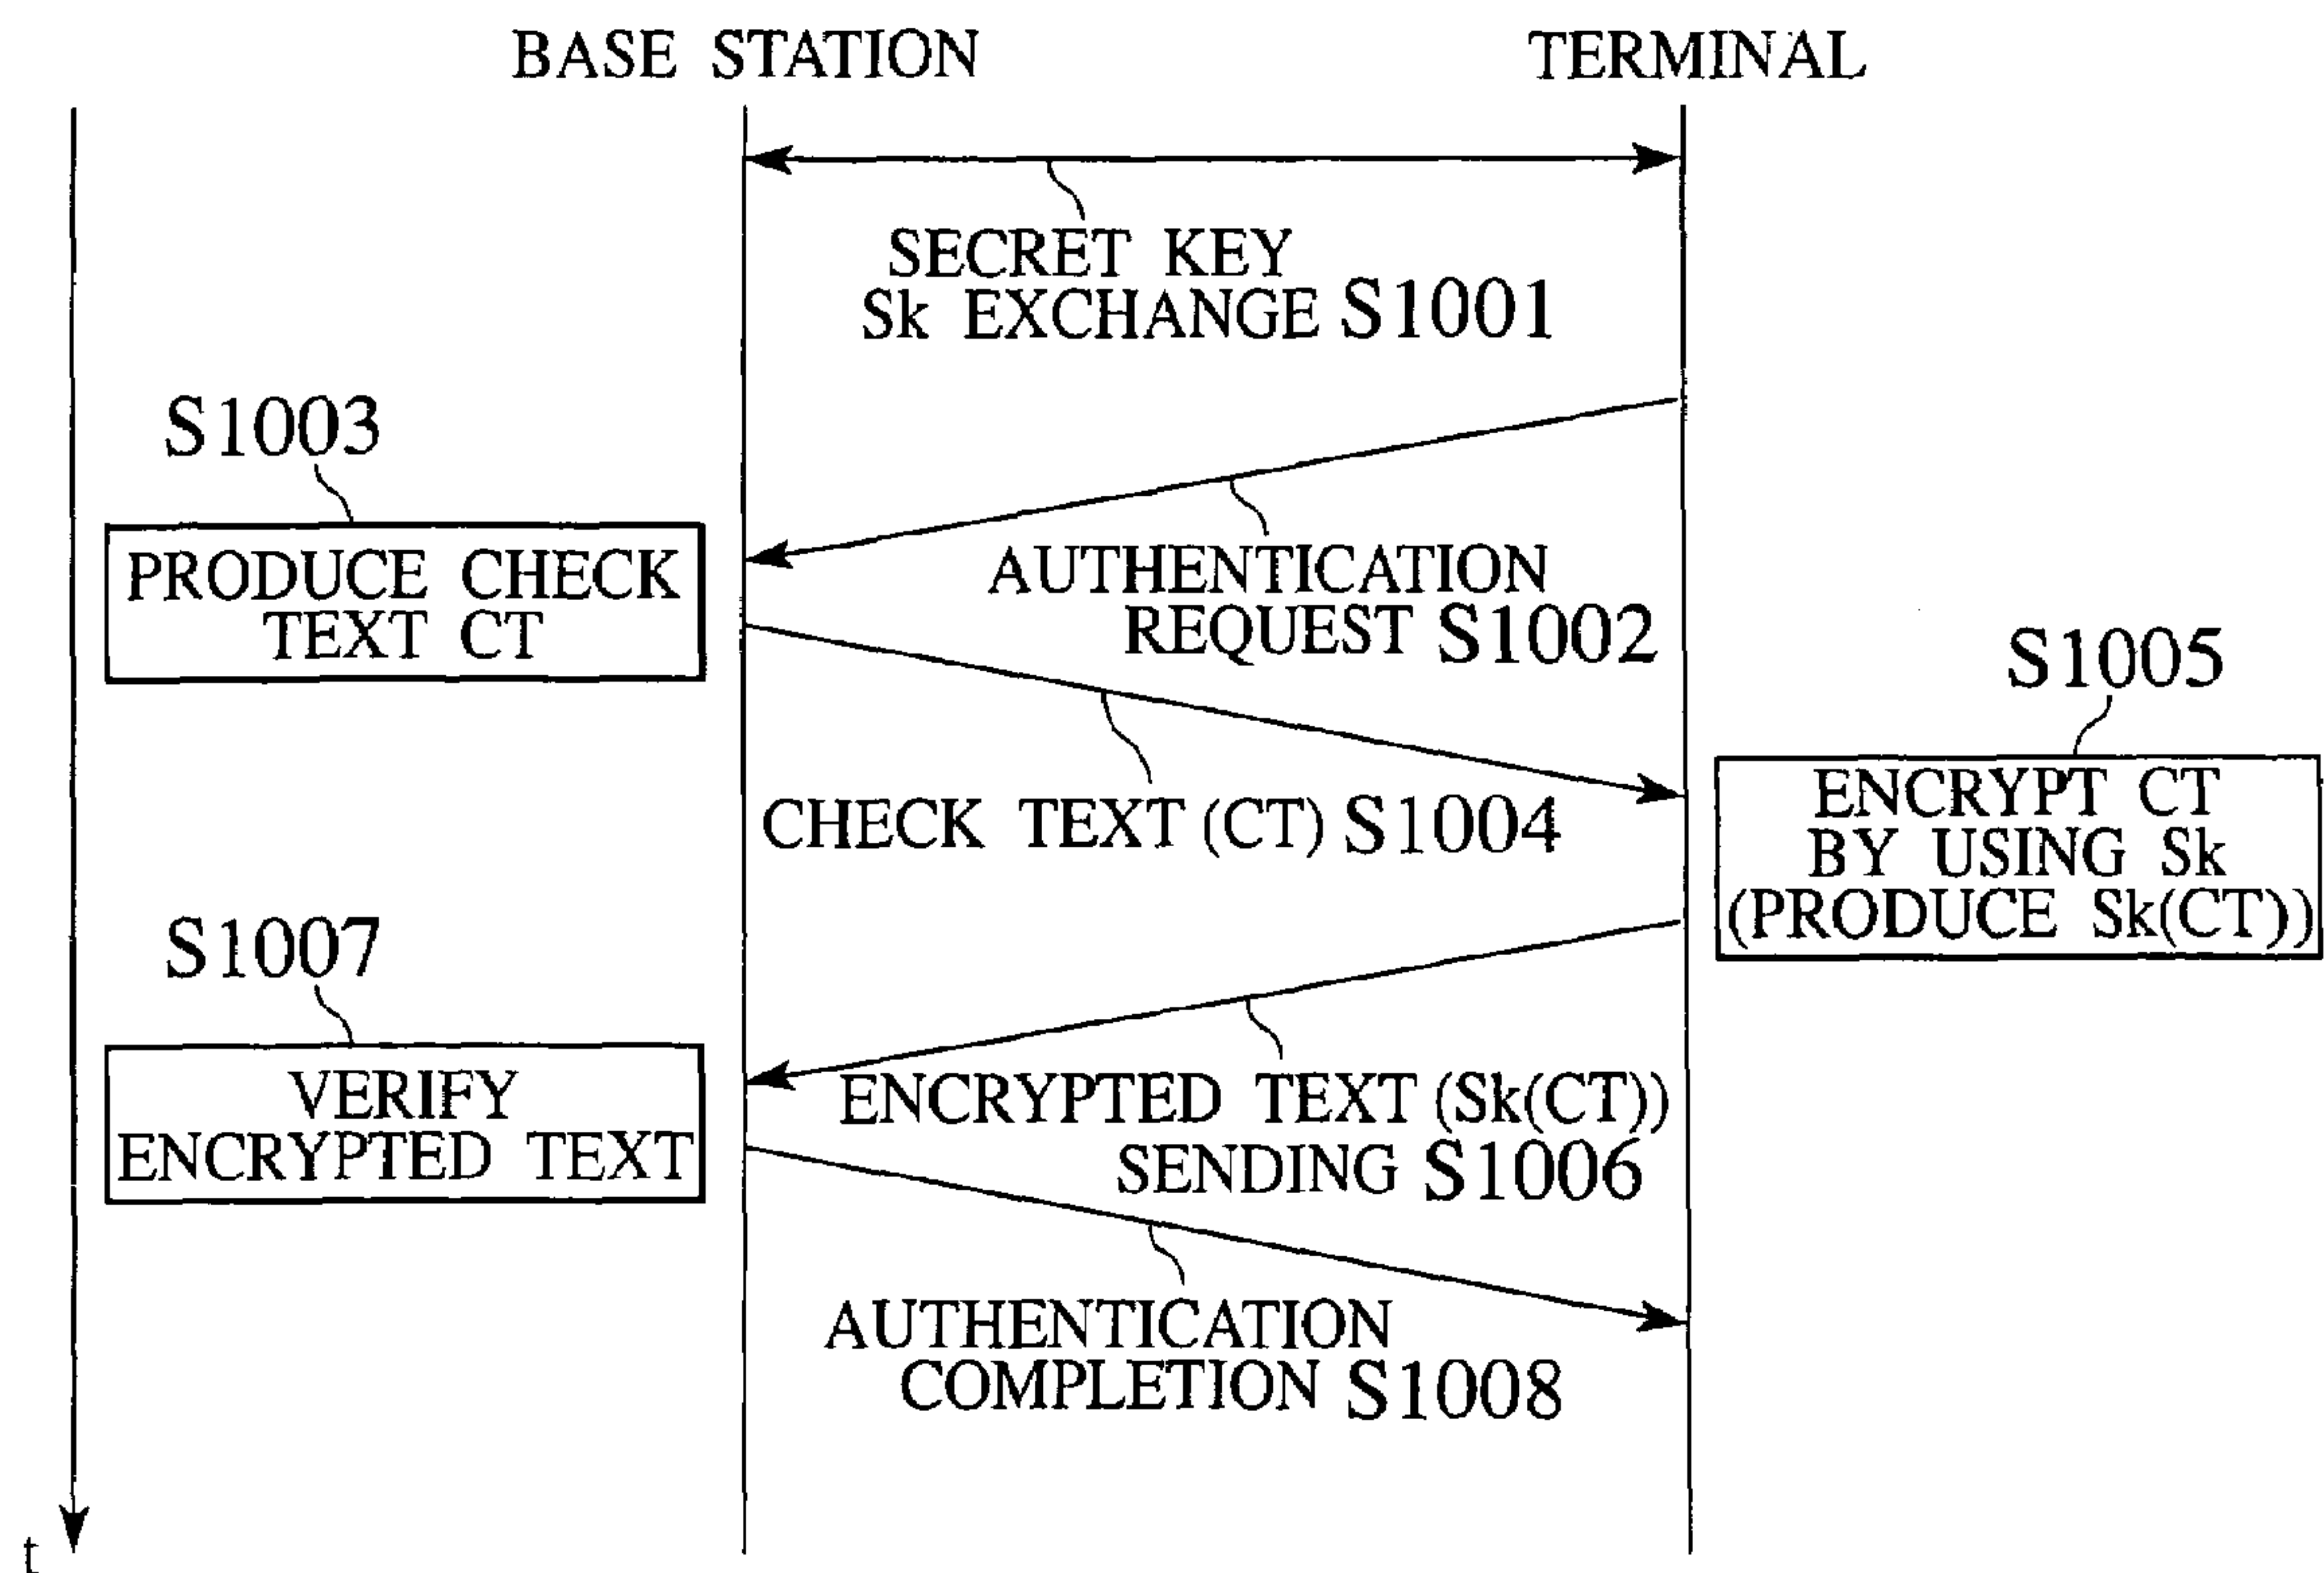 BASE STATION
TERMINAL
SECRET KEY
Sk EXCHANGE S1001
S1003
PRODUCE CHECK
TEXT CT
AUTHENTICATION
REQUEST S1002
S1005
CHECK TEXT (CT) S1004
ENCRYPT CT
BY USING Sk
(PRODUCE Sk(CT))
S1007
VERIFY
ENCRYPTED TEXT
ENCRYPTED TEXT (Sk(CT))
SENDING S1006
AUTHENTICATION
COMPLETION S1008
t